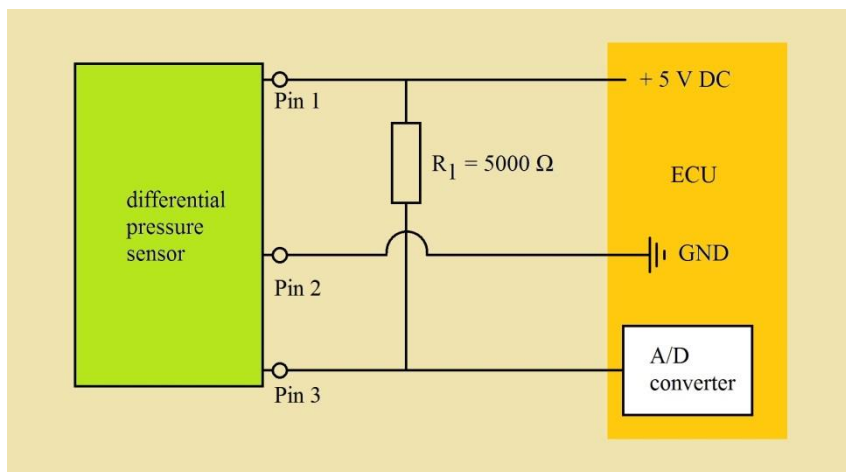 + 5 V DC
Pin 1
R1 = 5000 Ω
ECU
differential
pressure
sensor
GND
Pin 2
A/D
converter
Pin 3